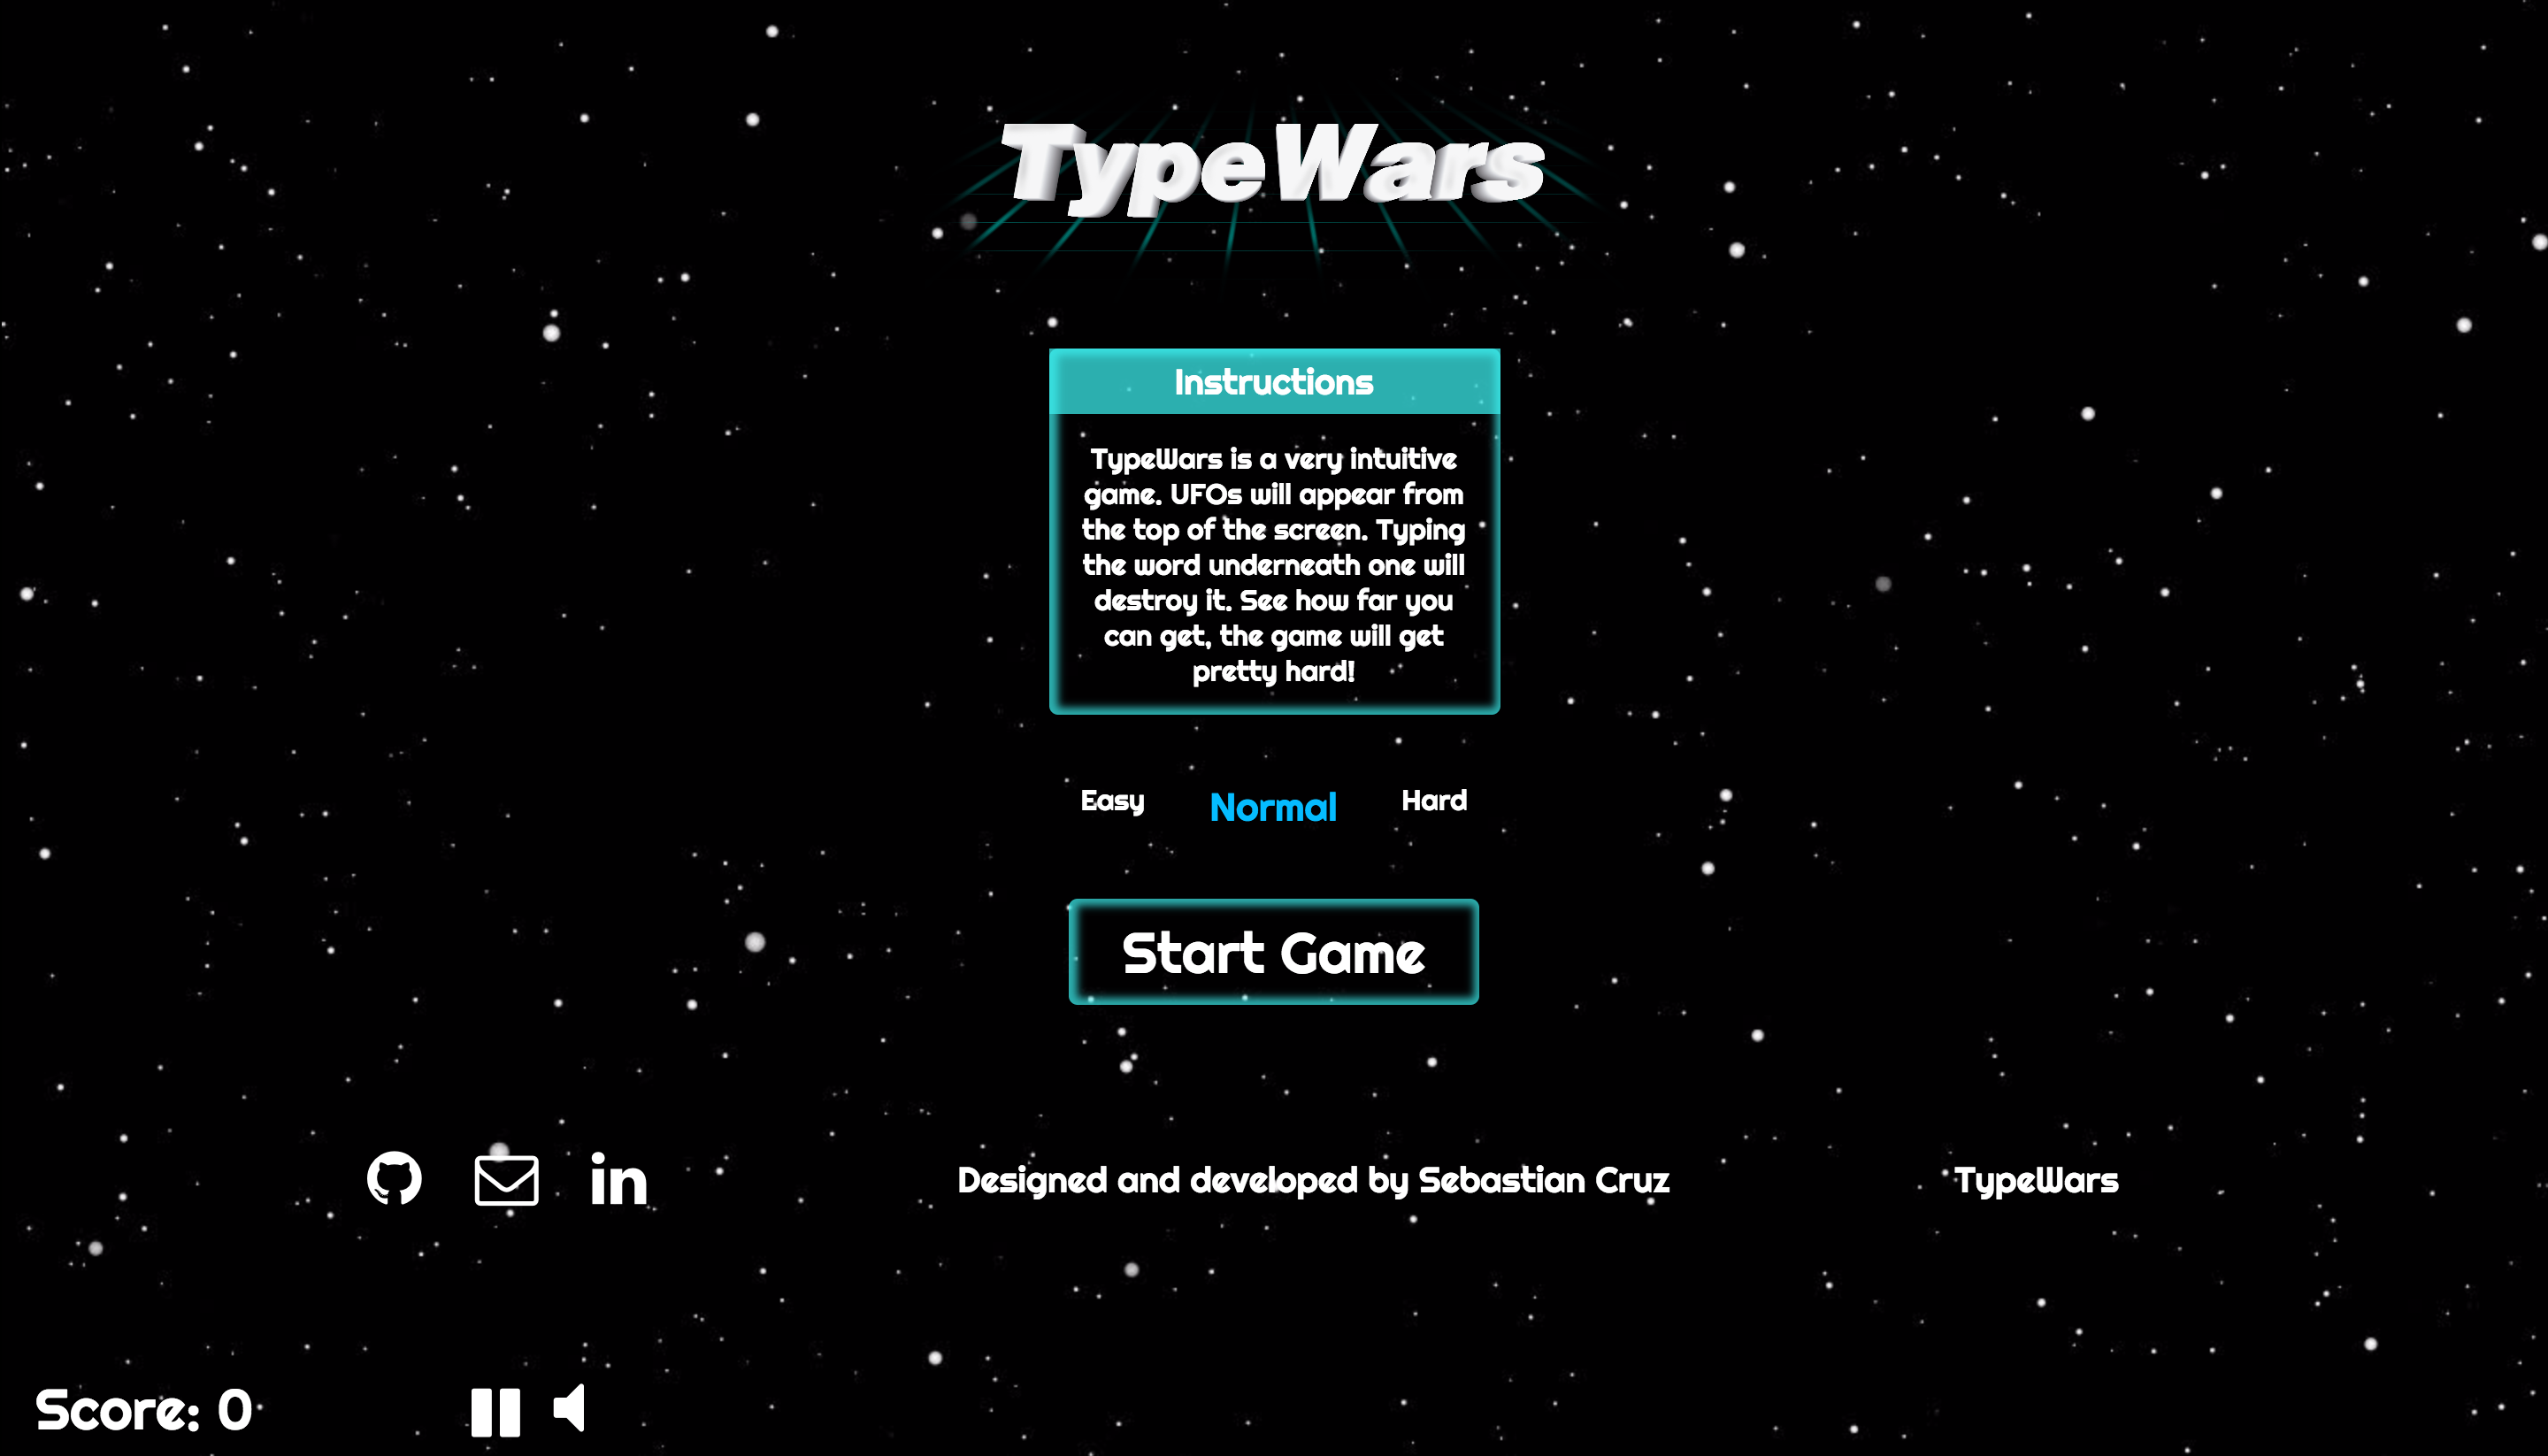 TypeWars
Instructions
TypeWars is a very intuitive
game. UFOs will appear from
the top of the screen. Typing
the word underneath one will
destroy it. See how far you
can get, the game will get
pretty hard!
Easy Normal Hard
Start Game
in Designed and developed by Sebastian Cruz TypeWars
Score: 0